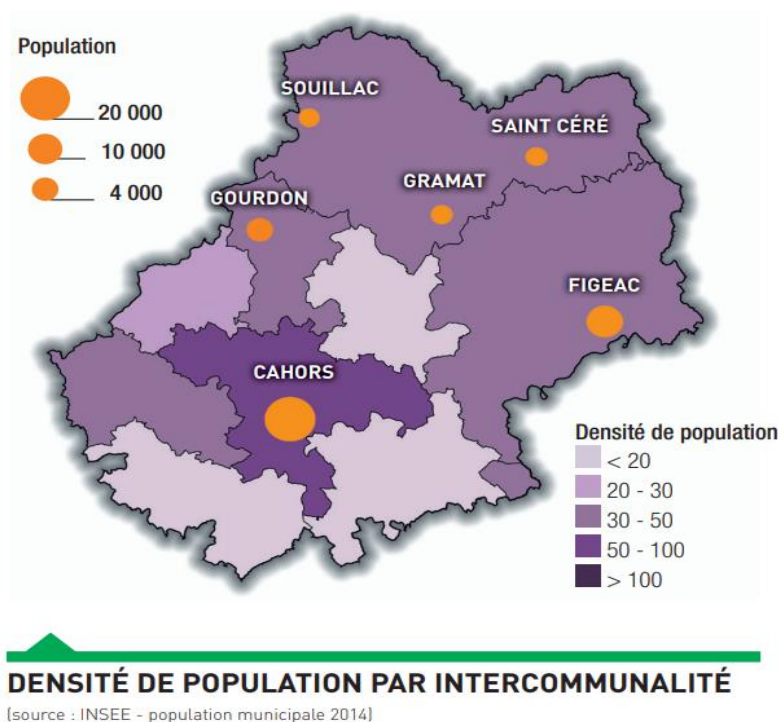 Population
20 000
10 000
4 000
SOUILLAC
SAINT CÉRÉ
GRAMAT
GOURDON
FIGEAC
CAHORS
Densité de population
< 20
20 - 30
30 - 50
50 - 100
> 100
DENSITÉ DE POPULATION PAR INTERCOMMUNALITÉ
(source : INSEE - population municipale 2014)